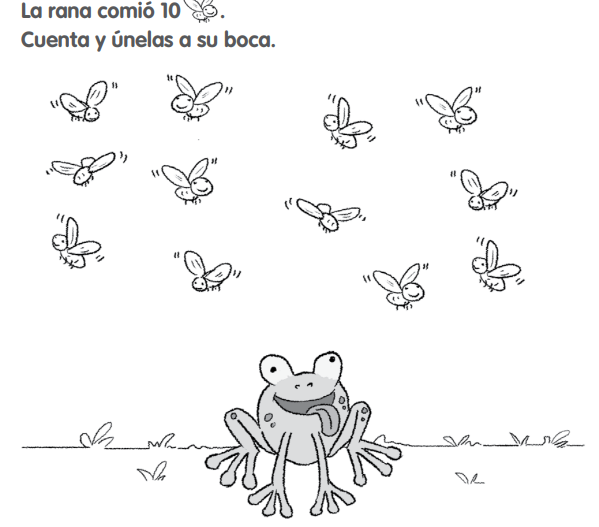 La rana comió 10 .
Cuenta y únelas a su boca.